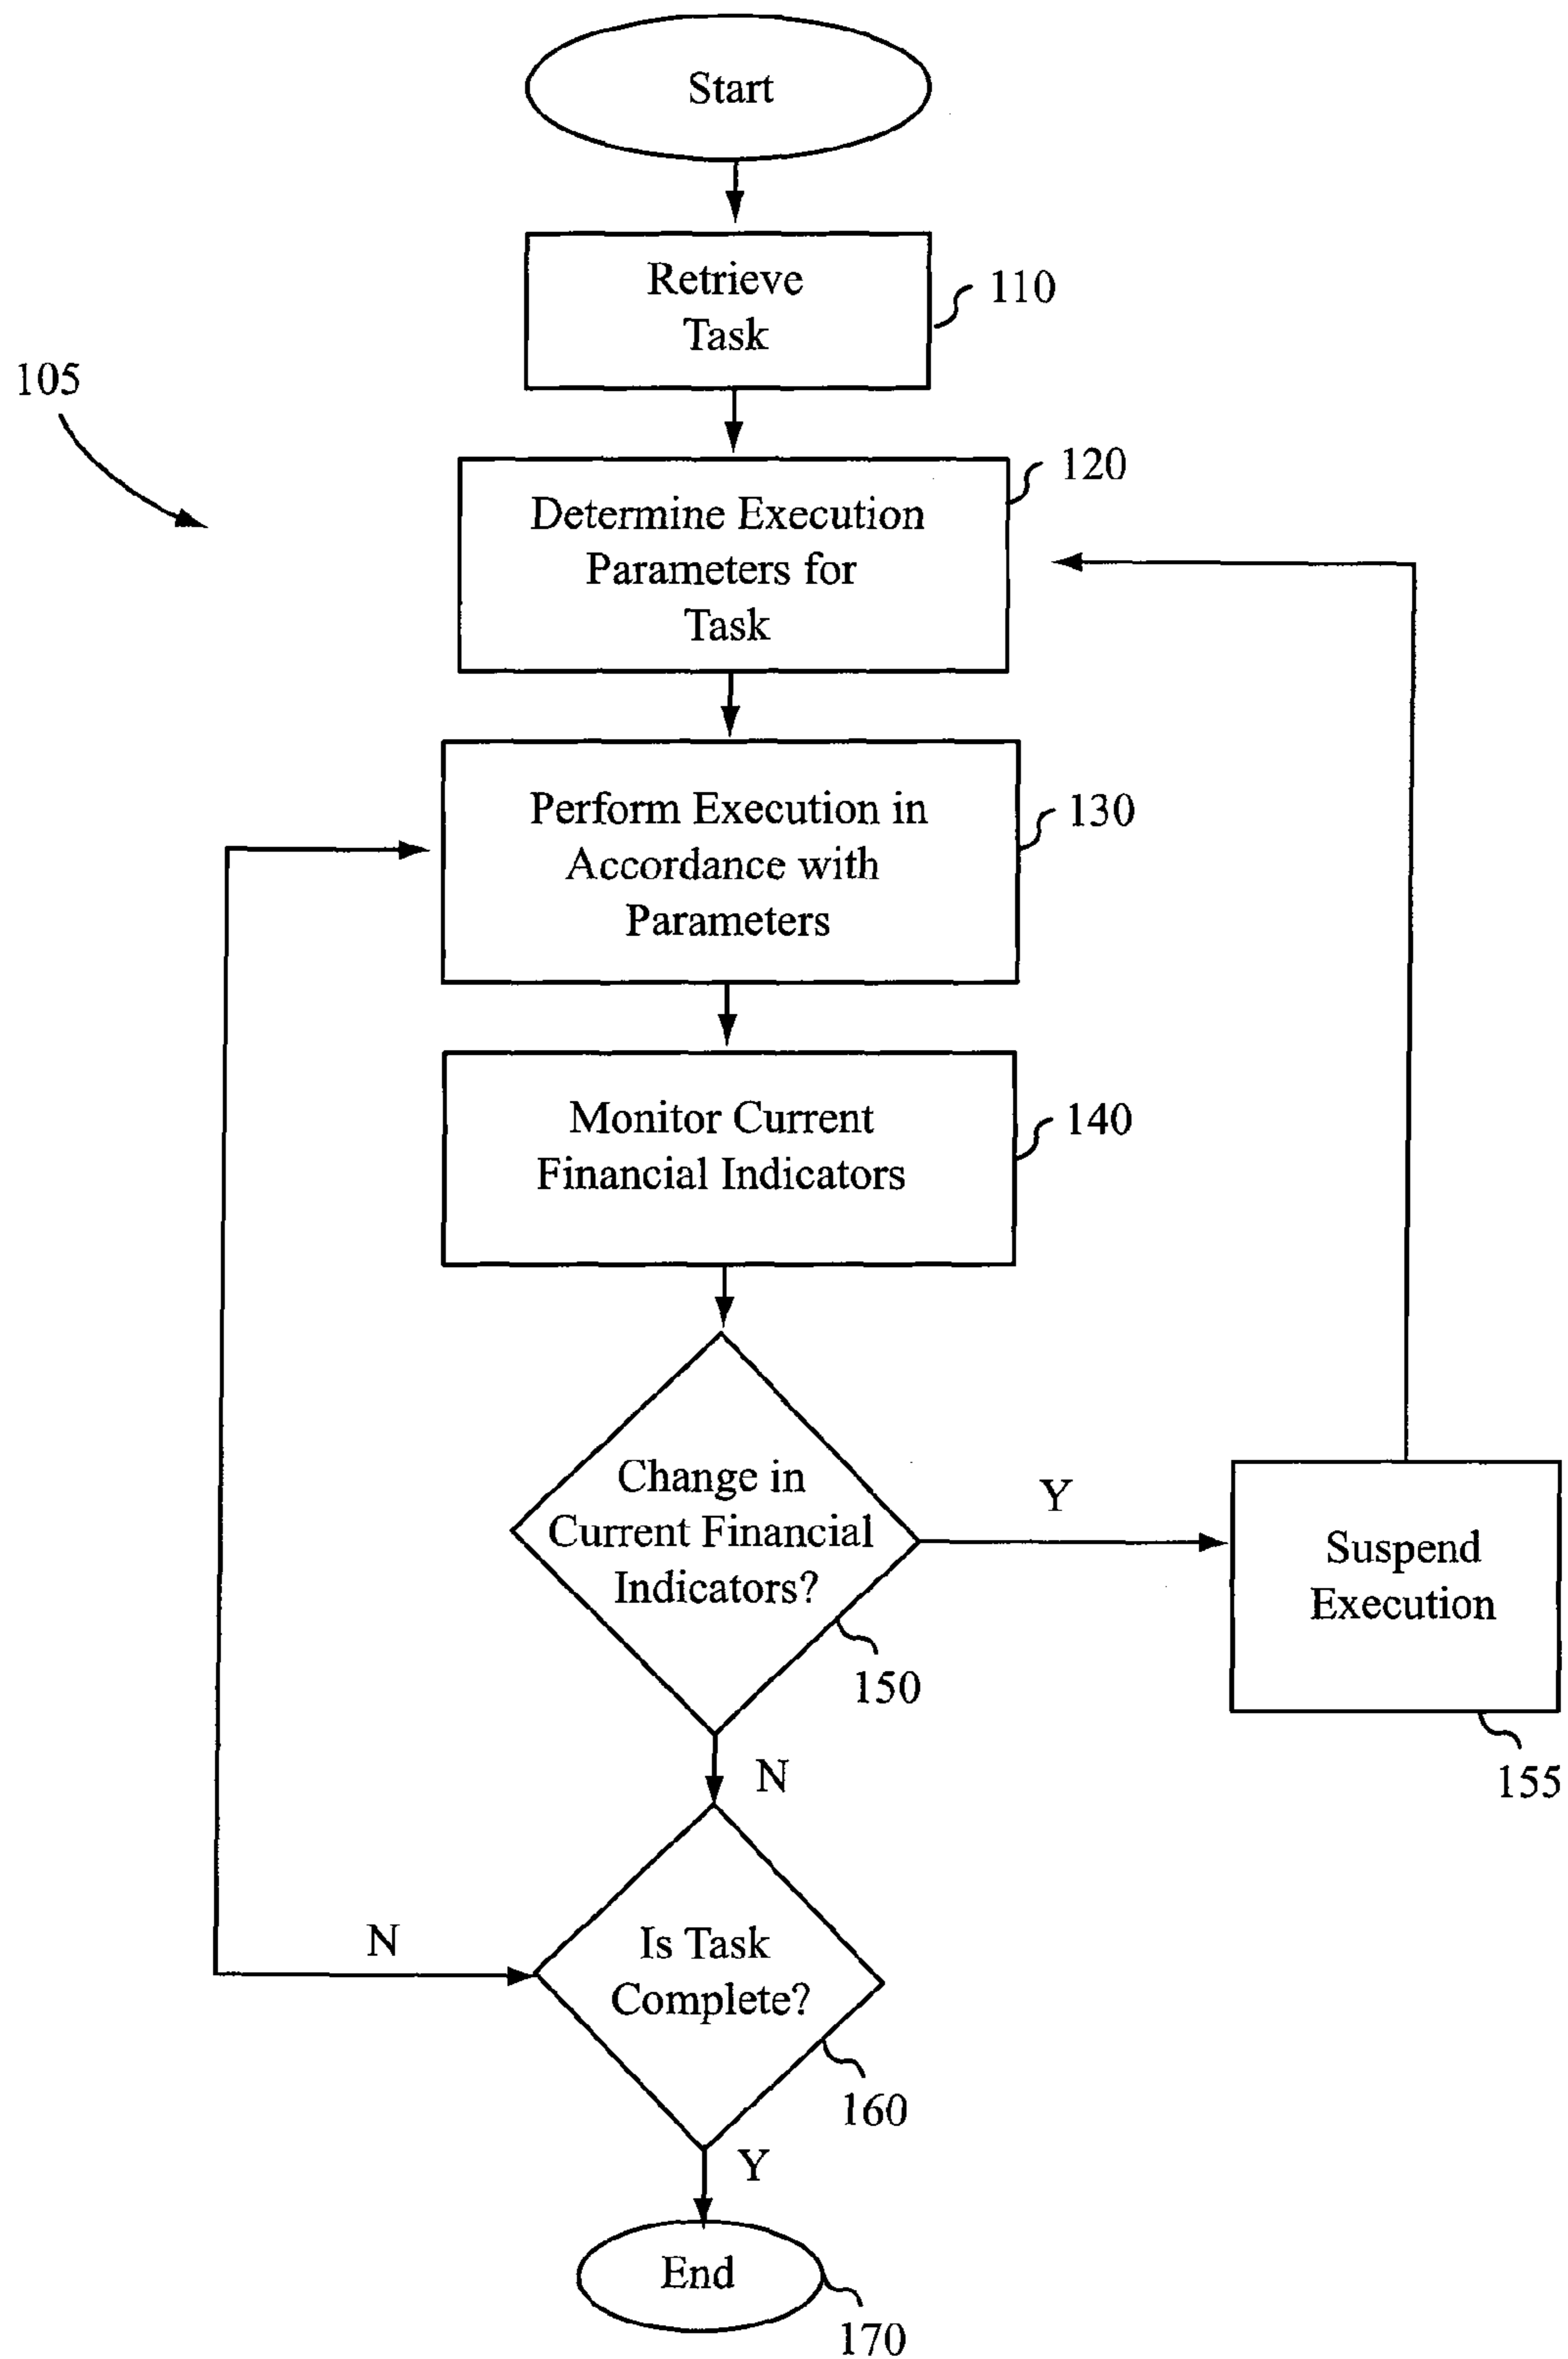 Start
Retrieve
Task
110
105
Determine Execution
Parameters for
Task
120
Perform Execution in
Accordance with
Parameters
130
Monitor Current
Financial Indicators
140
Change in
Current Financial
Indicators?
150
Y
Suspend
Execution
155
N
Is Task
Complete?
160
N
Y
End
170